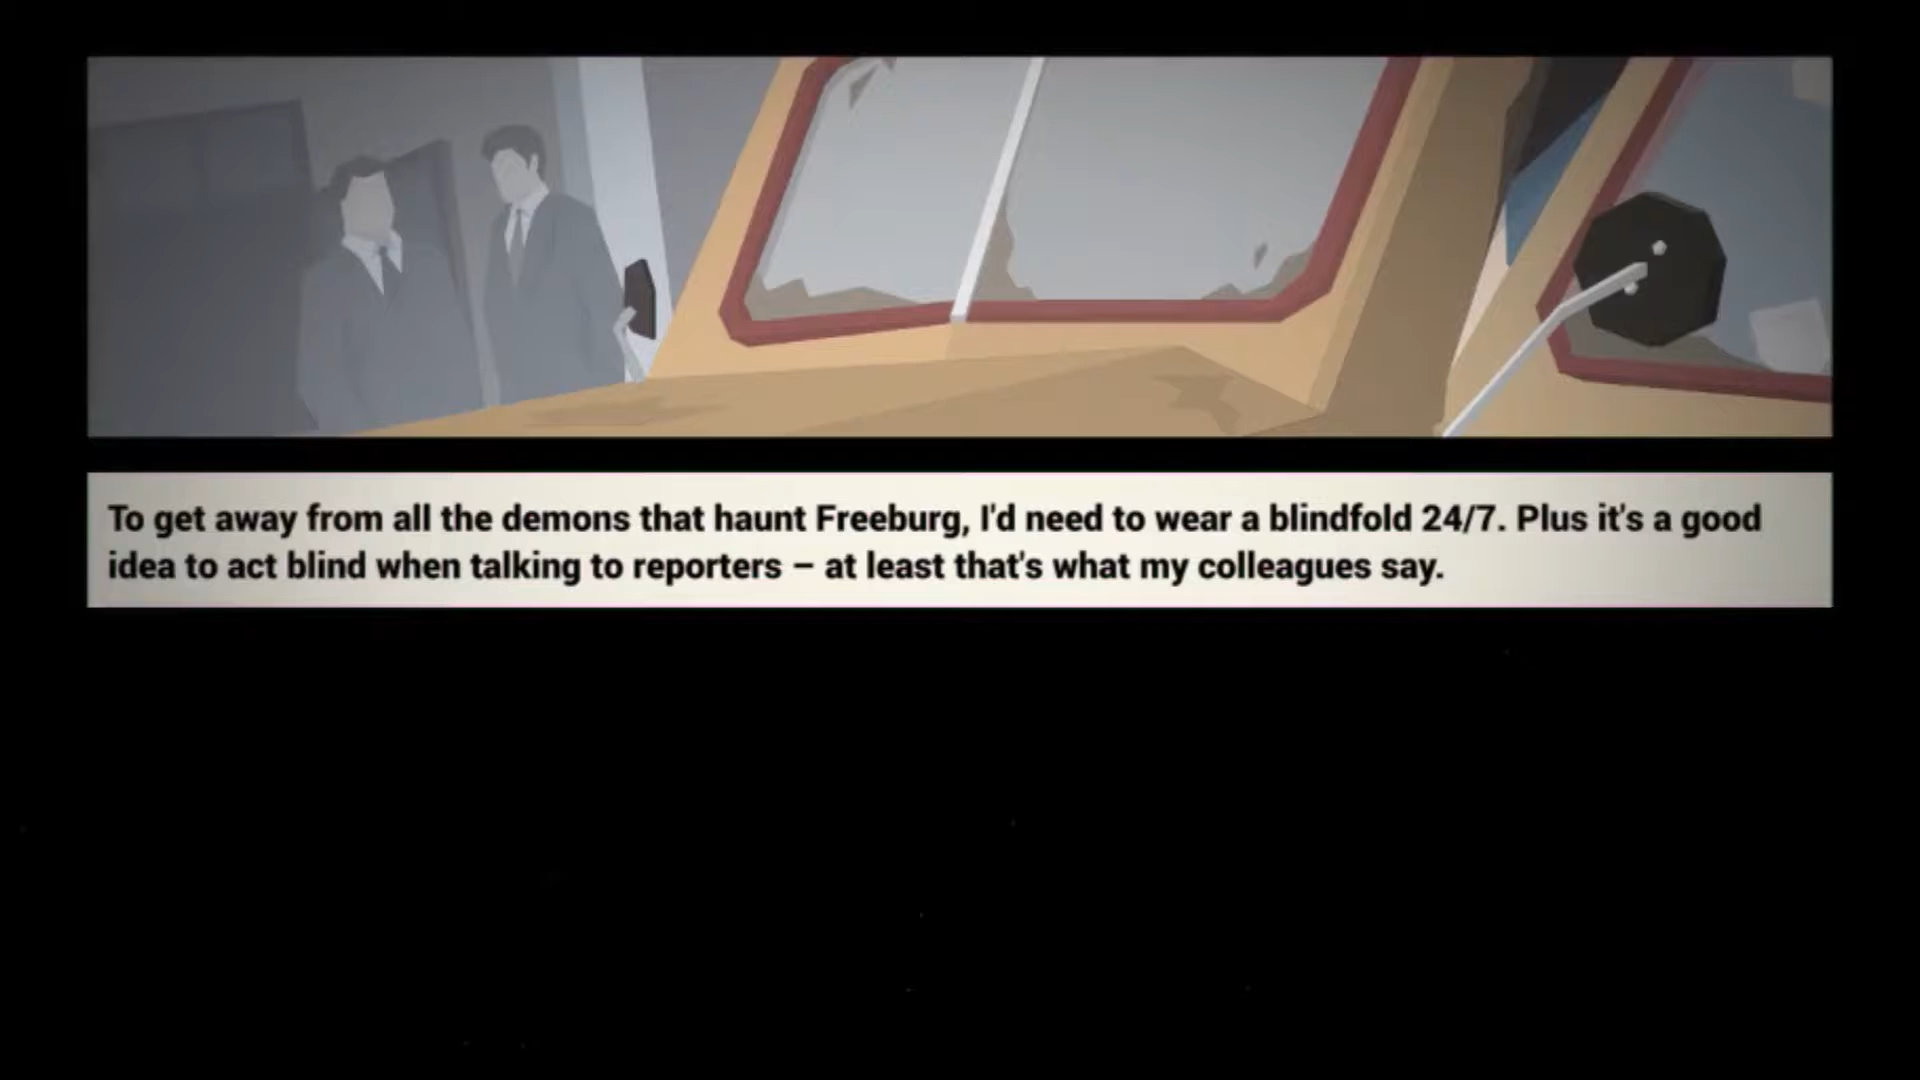 To get away from all the demons that haunt Freeburg, I'd need to wear a blindfold 24/7. Plus it's a good
idea to act blind when talking to reporters – at least that's what my colleagues say.